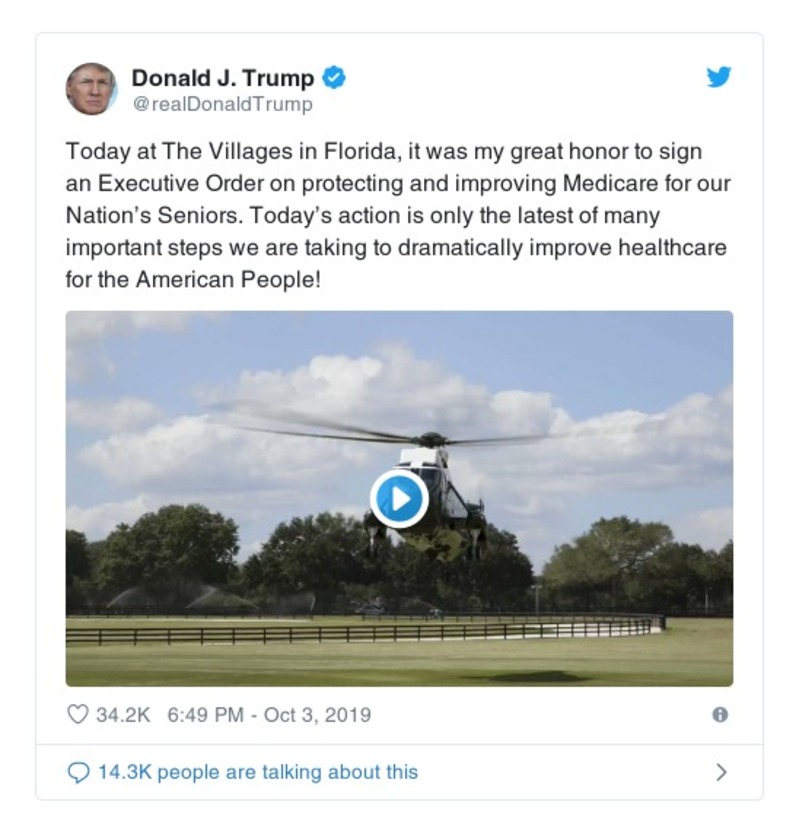 Donald J. Trump
@realDonaldTrump
Today at The Villages in Florida, it was my great honor to sign
an Executive Order on protecting and improving Medicare for our
Nation’s Seniors. Today’s action is only the latest of many
important steps we are taking to dramatically improve healthcare
for the American People!
34.2K 6:49 PM - Oct 3, 2019
14.3K people are talking about this